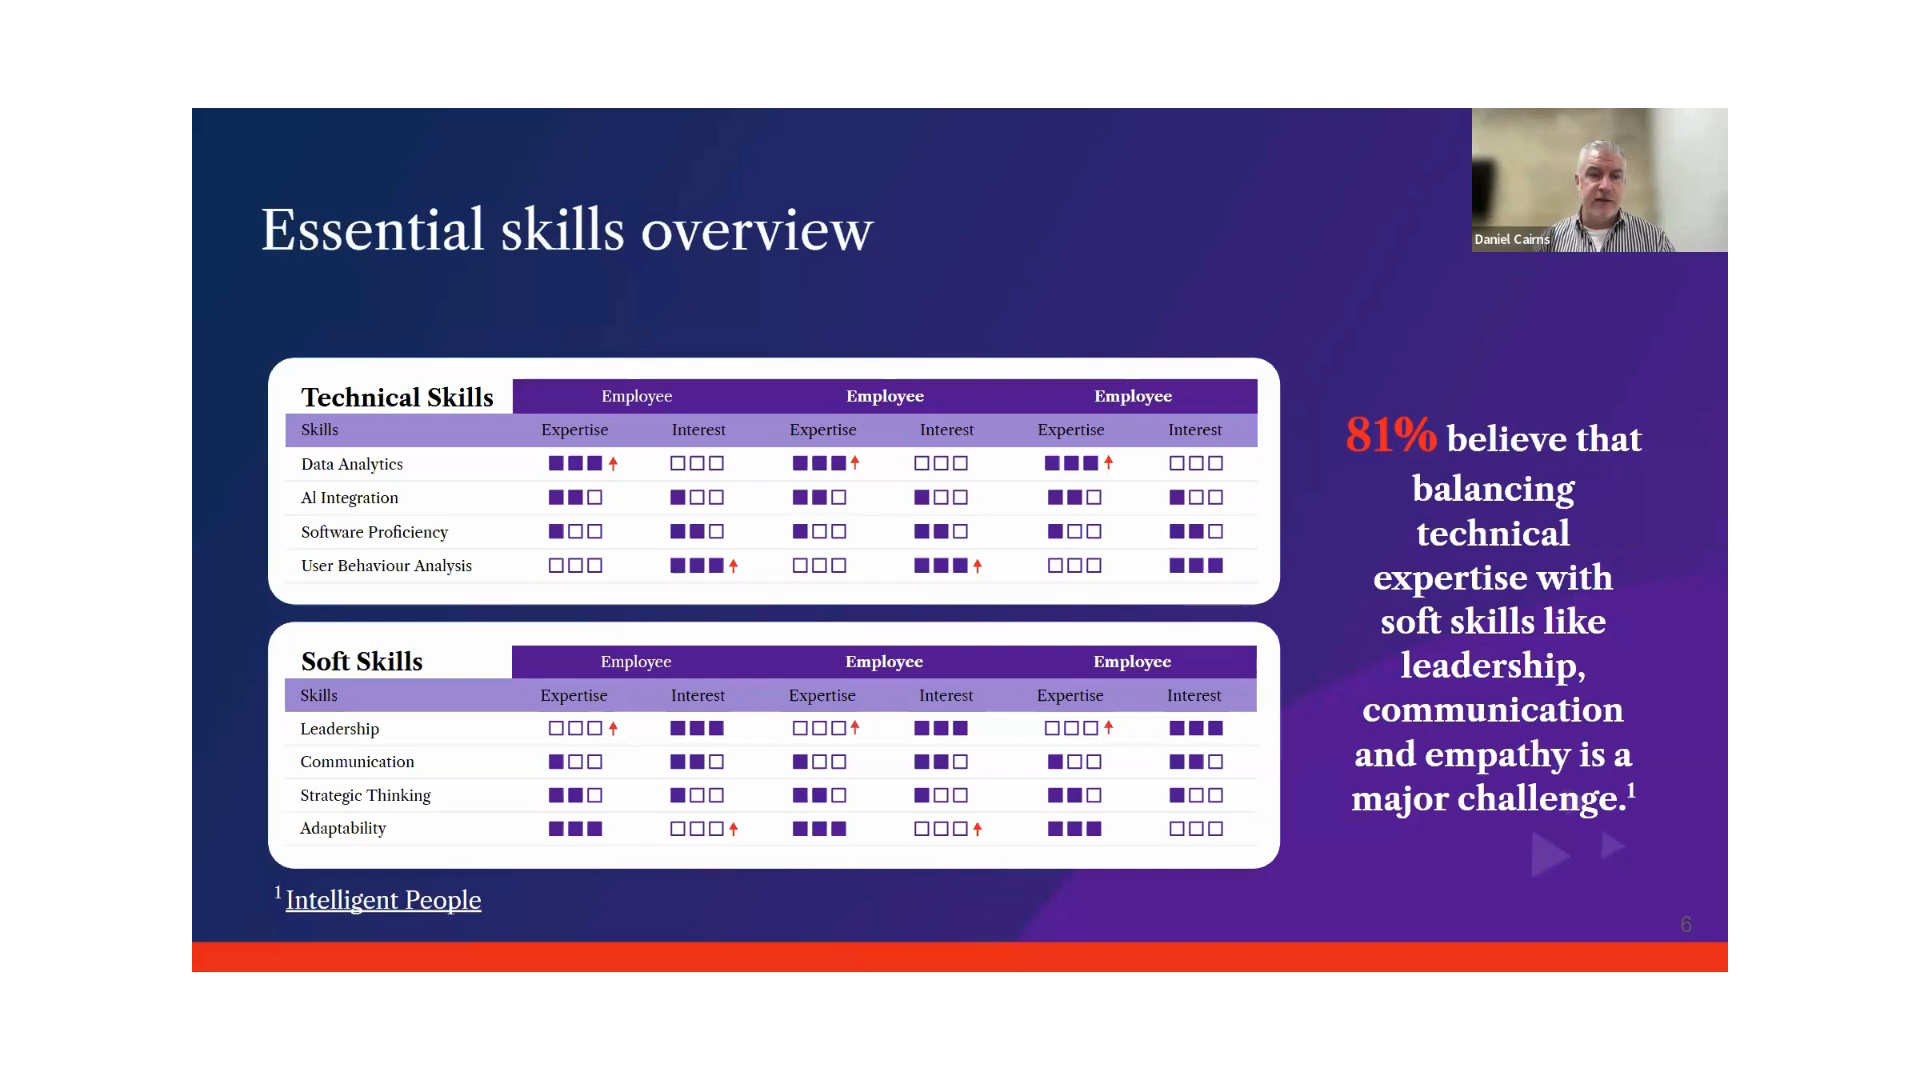 Daniel Cairns
Essential skills overview
Technical Skills Employee Employee Employee
Skills Expertise Interest Expertise Interest Expertise Interest
Data Analytics
AI Integration
Software Proficiency
User Behaviour Analysis
Soft Skills Employee Employee Employee
Skills Expertise Interest Expertise Interest Expertise Interest
Leadership
Communication
Strategic Thinking
Adaptability
1 Intelligent People
81% believe that
balancing
technical
expertise with
soft skills like
leadership,
communication
and empathy is a
major challenge.1
6